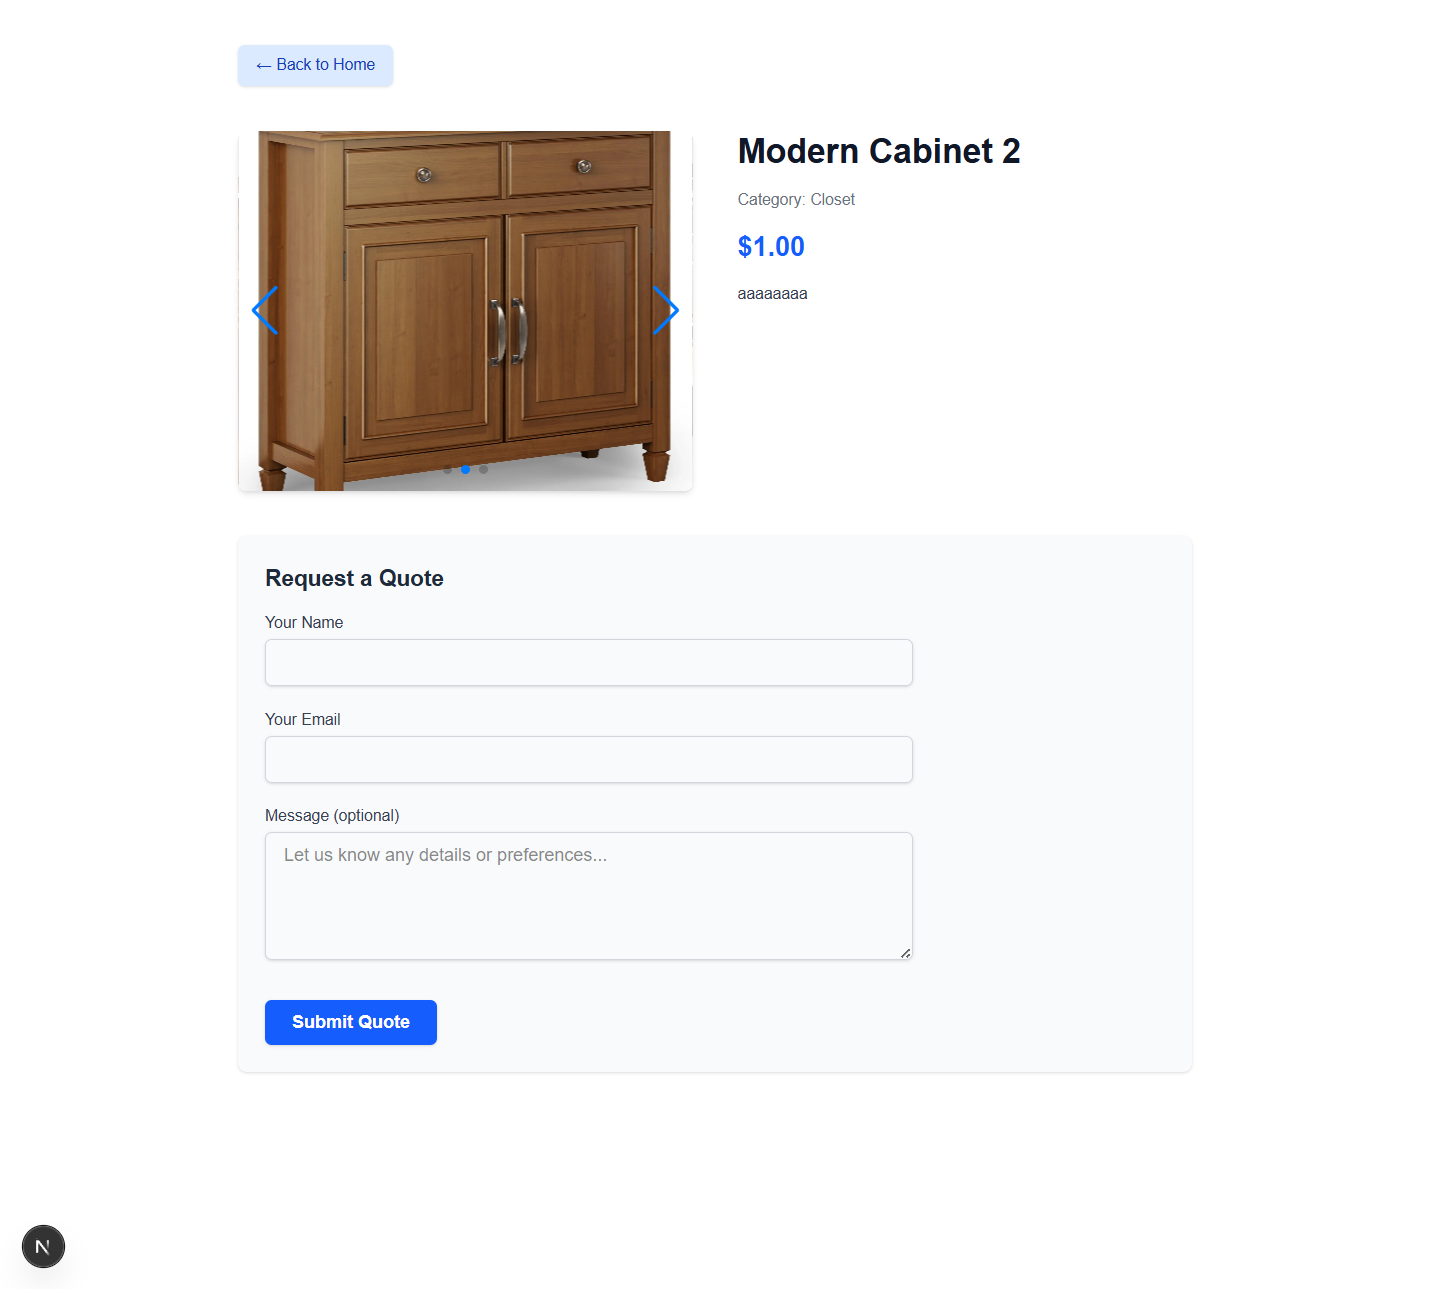 ← Back to Home
Modern Cabinet 2
Category: Closet
$1.00
aaaaaaaa
Request a Quote
Your Name
Your Email
Message (optional)
Let us know any details or preferences...
Submit Quote
N